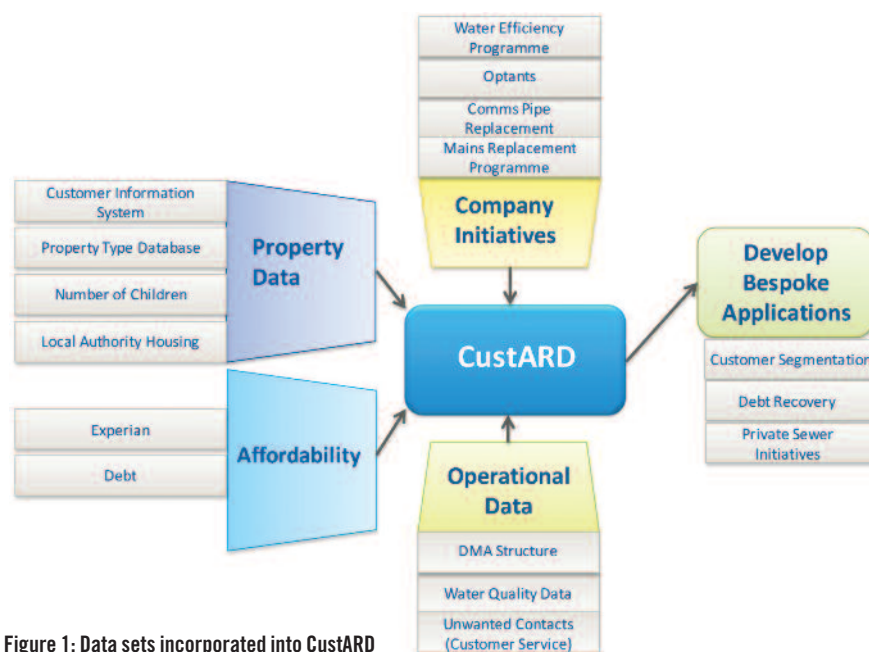 Water Efficiency
Programme
Optants
Comms Pipe
Replacement
Mains Replacement
Programme
Company
Initiatives
Customer Information
System
Property Type Database
Number of Children
Local Authority Housing
Property
Data
Experian
Debt
Affordability
CustARD
Operational
Data
DMA Structure
Water Quality Data
Unwanted Contacts
(Customer Service)
Develop
Bespoke
Applications
Customer Segmentation
Debt Recovery
Private Sewer
Initiatives
Figure 1: Data sets incorporated into CustARD